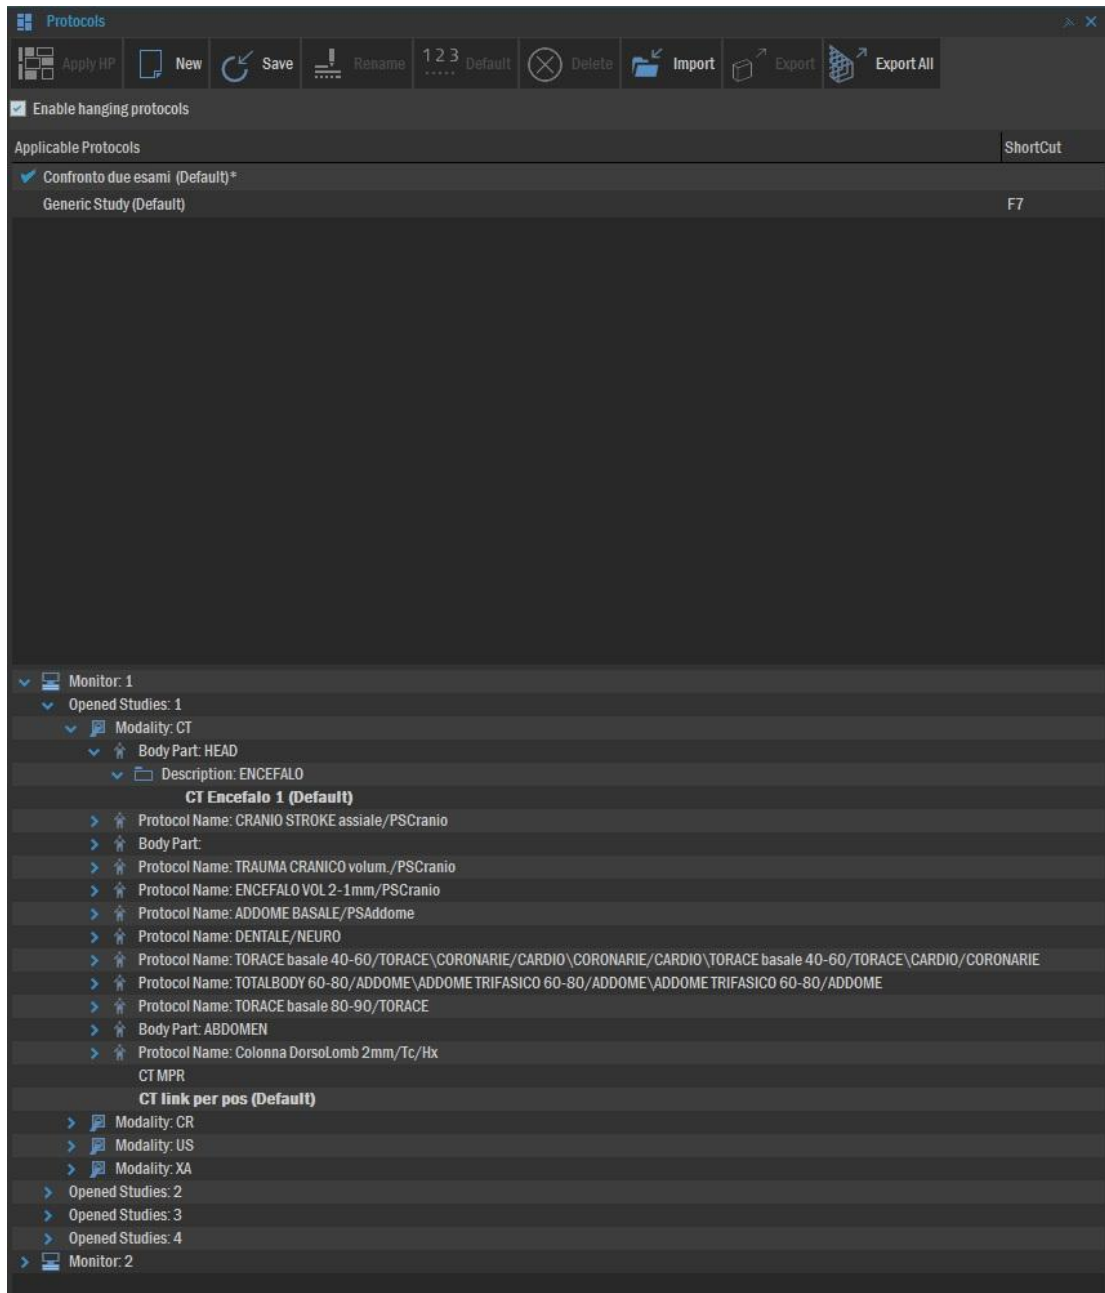 Protocols
Apply HP New Save Rename 123 Default Delete Import Export Export All
Enable hanging protocols
Applicable Protocols ShortCut
Confronto due esami (Default)*
Generic Study (Default) F7
Monitor: 1
Opened Studies: 1
Modality: CT
Body Part: HEAD
Description: ENCEFALO
CT Encefalo 1 (Default)
Protocol Name: CRANIO STROKE assiale/PSCranio
Body Part:
Protocol Name: TRAUMA CRANICO volum./PSCranio
Protocol Name: ENCEFALO VOL 2-1mm/PSCranio
Protocol Name: ADDOME BASALE/PSAddome
Protocol Name: DENTALE/NEURO
Protocol Name: TORACE basale 40-60/TORACE\CORONARIE/CARDIO\CORONARIE/CARDIO\TORACE basale 40-60/TORACE\CARDIO/CORONARIE
Protocol Name: TOTALBODY 60-80/ADDOME\ADDOME TRIFASICO 60-80/ADDOME\ADDOME TRIFASICO 60-80/ADDOME
Protocol Name: TORACE basale 80-90/TORACE
Body Part: ABDOMEN
Protocol Name: Colonna DorsoLomb 2mm/Tc/Hx
CT MPR
CT link per pos (Default)
Modality: CR
Modality: US
Modality: XA
Opened Studies: 2
Opened Studies: 3
Opened Studies: 4
Monitor: 2